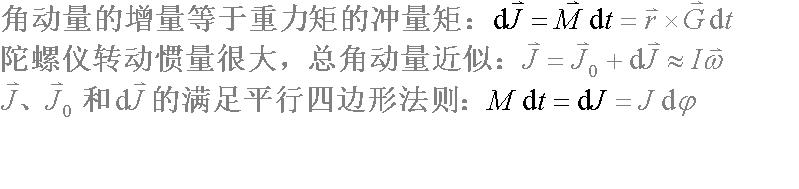 角动量的增量等于重力矩的冲量矩：$\mathrm{d}\vec{J} = \vec{M}\,\mathrm{d}t = \vec{r} \times \vec{G}\,\mathrm{d}t$
陀螺仪转动惯量很大，总角动量近似：$\vec{J} = \vec{J}_0 + \mathrm{d}\vec{J} \approx I\vec{\omega}$
$\vec{J}$、$\vec{J}_0$ 和$\mathrm{d}\vec{J}$ 的满足平行四边形法则：$M\,\mathrm{d}t = \mathrm{d}J = J\,\mathrm{d}\varphi$